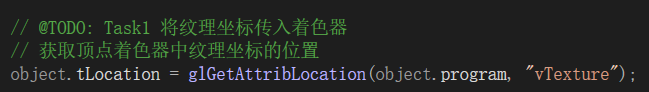 // @TODO: Task1 将纹理坐标传入着色器
// 获取顶点着色器中纹理坐标的位置
object.tLocation = glGetAttribLocation(object.program, "vTexture");